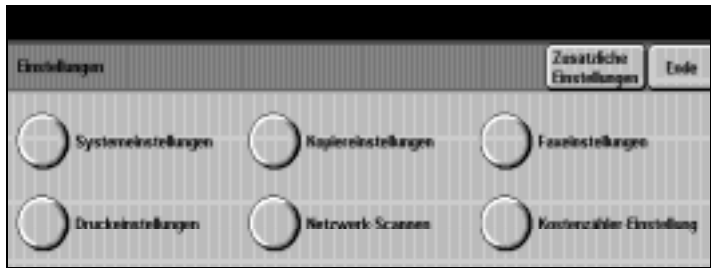 Einstellungen
Zusätzliche
Einstellungen
Ende
Systemeinstellungen
Kopiereinstellungen
Faxeinstellungen
Druckeinstellungen
Netzwerk-Scannen
Kostenzähler-Einstellung